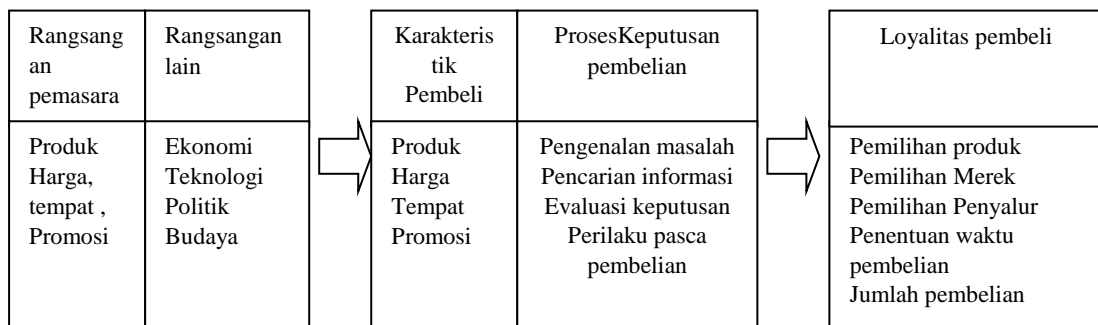 Rangsang
an
pemasara
Rangsangan
lain
Karakteris
tik
Pembeli
ProsesKeputusan
pembelian
Loyalitas pembeli
Produk
Harga,
tempat ,
Promosi
Ekonomi
Teknologi
Politik
Budaya
Produk
Harga
Tempat
Promosi
Pengenalan masalah
Pencarian informasi
Evaluasi keputusan
Perilaku pasca
pembelian
Pemilihan produk
Pemilihan Merek
Pemilihan Penyalur
Penentuan waktu
pembelian
Jumlah pembelian